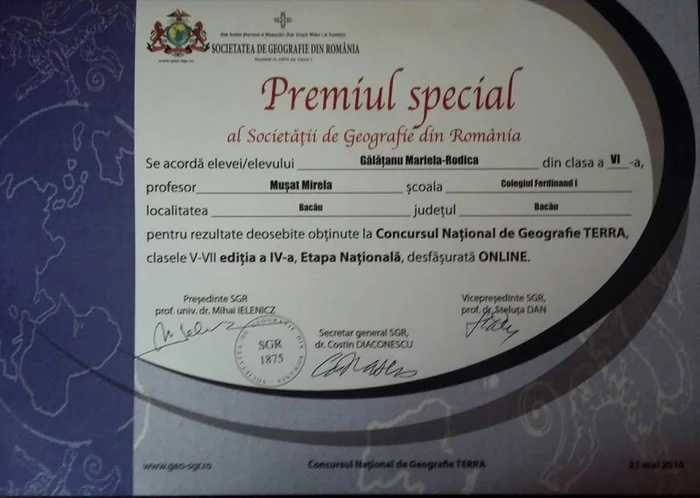 SOCIETATEA DE GEOGRAFIE DIN ROMÂNIA
www.geo-sgr.ro
Premiul special
al Societății de Geografie din România
Se acordă elevei/elevului Gălățanu Mariela-Rodica din clasa a VI -a,
profesor Mușat Mirela școala Colegiul Ferdinand I
localitatea Bacău județul Bacău
pentru rezultate deosebite obținute la Concursul Național de Geografie TERRA,
clasele V-VII ediția a IV-a, Etapa Națională, desfășurată ONLINE.
Președinte SGR
prof. univ. dr. Mihai IELENICZ
Vicepreședinte SGR,
prof. dr. Steluța DAN
Secretar general SGR,
dr. Costin DIACONESCU
SGR
1875
www.geo-sgr.ro Concursul Național de Geografie TERRA 21 mai 2016